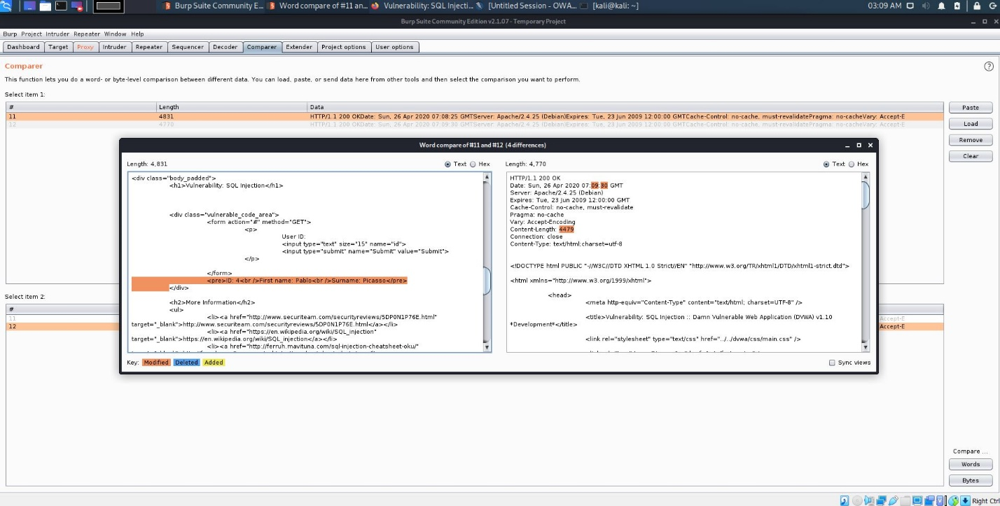 Burp Suite Community E... Word compare of #11 an... Vulnerability: SQL Injecti... [Untitled Session - OWA... [kali@kali: ~] 03:09 AM
Burp Suite Community Edition v2.1.07 - Temporary Project
Burp Project Intruder Repeater Window Help
Dashboard Target Proxy Intruder Repeater Sequencer Decoder Comparer Extender Project options User options
Comparer
This function lets you do a word- or byte-level comparison between different data. You can load, paste, or send data here from other tools and then select the comparison you want to perform.
Select item 1:
# Length Data
11 4831 HTTP/1.1 200 OKDate: Sun, 26 Apr 2020 07:08:25 GMTServer: Apache/2.4.25 (Debian)Expires: Tue, 23 Jun 2009 12:00:00 GMTCache-Control: no-cache, must-revalidatePragma: no-cacheVary: Accept-E
12 4770 HTTP/1.1 200 OKDate: Sun, 26 Apr 2020 07:09:30 GMTServer: Apache/2.4.25 (Debian)Expires: Tue, 23 Jun 2009 12:00:00 GMTCache-Control: no-cache, must-revalidatePragma: no-cacheVary: Accept-E
Paste
Load
Remove
Clear
Word compare of #11 and #12 (4 differences)
Length: 4,831 Text Hex
<div class="body_padded">
<h1>Vulnerability: SQL Injection</h1>
<div class="vulnerable_code_area">
<form action="#" method="GET">
<p>
User ID:
<input type="text" size="15" name="id">
<input type="submit" name="Submit" value="Submit">
</p>
</form>
<pre>ID: 4<br />First name: Pablo<br />Surname: Picasso</pre>
</div>
<h2>More Information</h2>
<ul>
<li><a href="http://www.securiteam.com/securityreviews/5DP0N1P76E.html"
target="_blank">http://www.securiteam.com/securityreviews/5DP0N1P76E.html</a></li>
<li><a href="https://en.wikipedia.org/wiki/SQL_injection"
target="_blank">https://en.wikipedia.org/wiki/SQL_injection</a></li>
<li><a href="http://ferruh.mavituna.com/sql-injection-cheatsheet-oku/"
Length: 4,770 Text Hex
HTTP/1.1 200 OK
Date: Sun, 26 Apr 2020 07:09:30 GMT
Server: Apache/2.4.25 (Debian)
Expires: Tue, 23 Jun 2009 12:00:00 GMT
Cache-Control: no-cache, must-revalidate
Pragma: no-cache
Vary: Accept-Encoding
Content-Length: 4479
Connection: close
Content-Type: text/html;charset=utf-8
<!DOCTYPE html PUBLIC "-//W3C//DTD XHTML 1.0 Strict//EN" "http://www.w3.org/TR/xhtml1/DTD/xhtml1-strict.dtd">
<html xmlns="http://www.w3.org/1999/xhtml">
<head>
<meta http-equiv="Content-Type" content="text/html; charset=UTF-8" />
<title>Vulnerability: SQL Injection :: Damn Vulnerable Web Application (DVWA) v1.10
*Development*</title>
<link rel="stylesheet" type="text/css" href="../../dvwa/css/main.css" />
Key: Modified Deleted Added
Sync views
Select item 2:
#
11 Accept-E
12 Accept-E
Compare ...
Words
Bytes
Right Ctrl